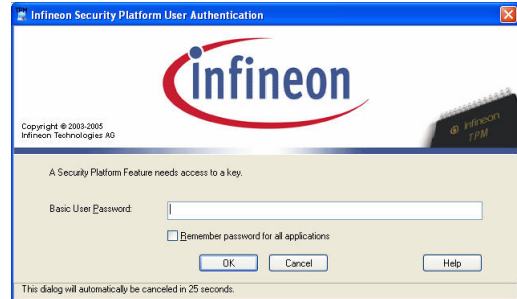 Infineon Security Platform User Authentication
infineon
Copyright © 2003-2005
Infineon Technologies AG
infineon
TPM
A Security Platform Feature needs access to a key.
Basic User Password:
Remember password for all applications
OK Cancel Help
This dialog will automatically be canceled in 25 seconds.